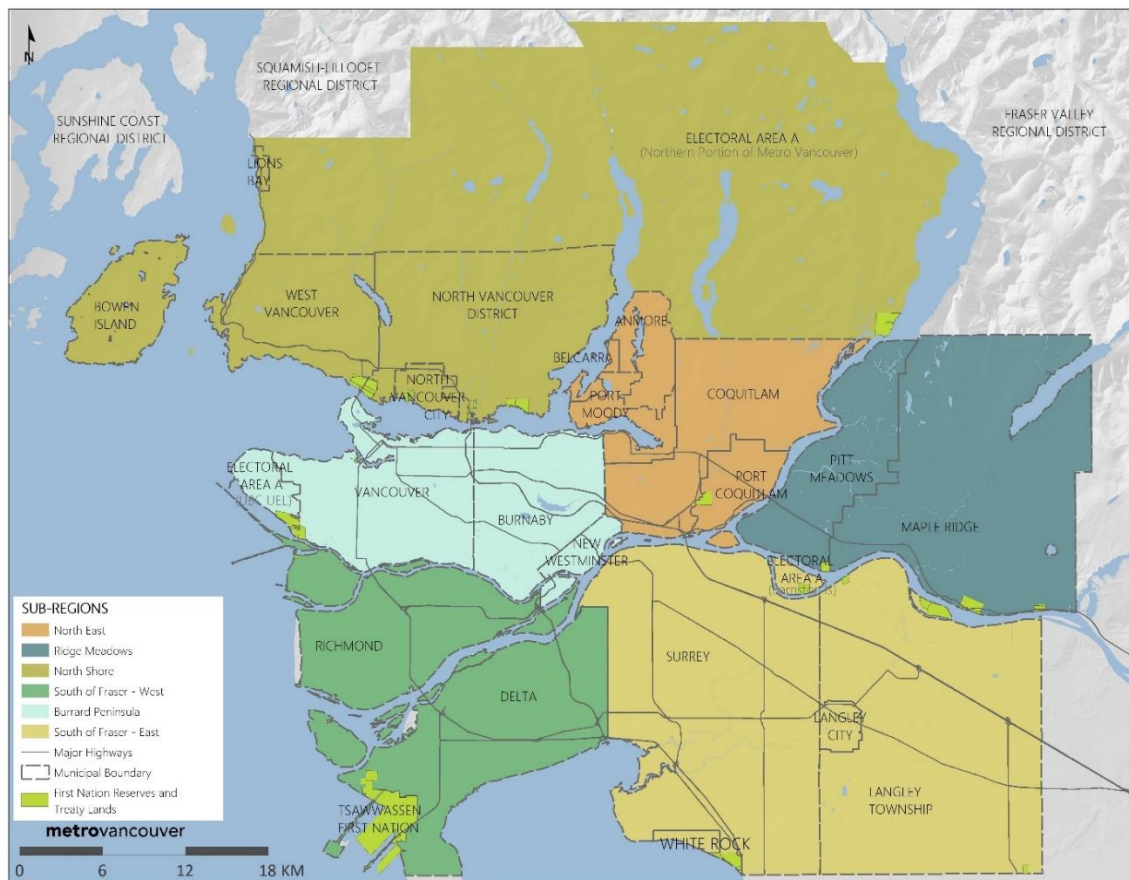 N
SQUAMISH-LILLOOET
REGIONAL DISTRICT
SUNSHINE COAST
REGIONAL DISTRICT
FRASER VALLEY
REGIONAL DISTRICT
ELECTORAL AREA A
(Northern Portion of Metro Vancouver)
LIONS
BAY
BOWEN
ISLAND
WEST
VANCOUVER
NORTH VANCOUVER
DISTRICT
ANMORE
BELCARRA
NORTH
VANCOUVER
CITY
PORT
MOODY
COQUITLAM
PORT
COQUITLAM
PITT
MEADOWS
MAPLE RIDGE
ELECTORAL
AREA A
(UBC UEL)
VANCOUVER
BURNABY
NEW
WESTMINSTER
ELECTORAL
AREA A
RICHMOND
DELTA
SURREY
LANGLEY
CITY
LANGLEY
TOWNSHIP
WHITE ROCK
TSAWWASSEN
FIRST NATION
SUB-REGIONS
North East
Ridge Meadows
North Shore
South of Fraser - West
Burrard Peninsula
South of Fraser - East
Major Highways
Municipal Boundary
First Nation Reserves and
Treaty Lands
metrovancouver
0 6 12 18 KM